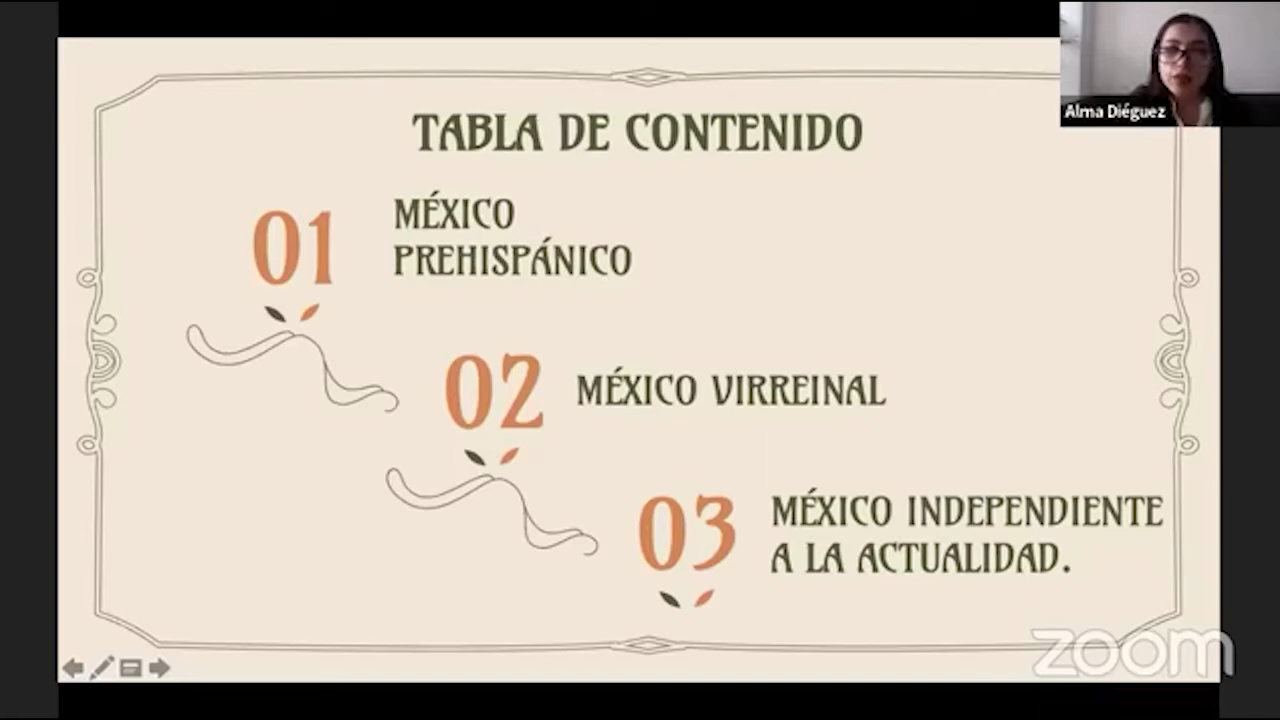 Alma Diéguez
TABLA DE CONTENIDO
01
MÉXICO
PREHISPÁNICO
02
MÉXICO VIRREINAL
03
MÉXICO INDEPENDIENTE
A LA ACTUALIDAD.
zoom